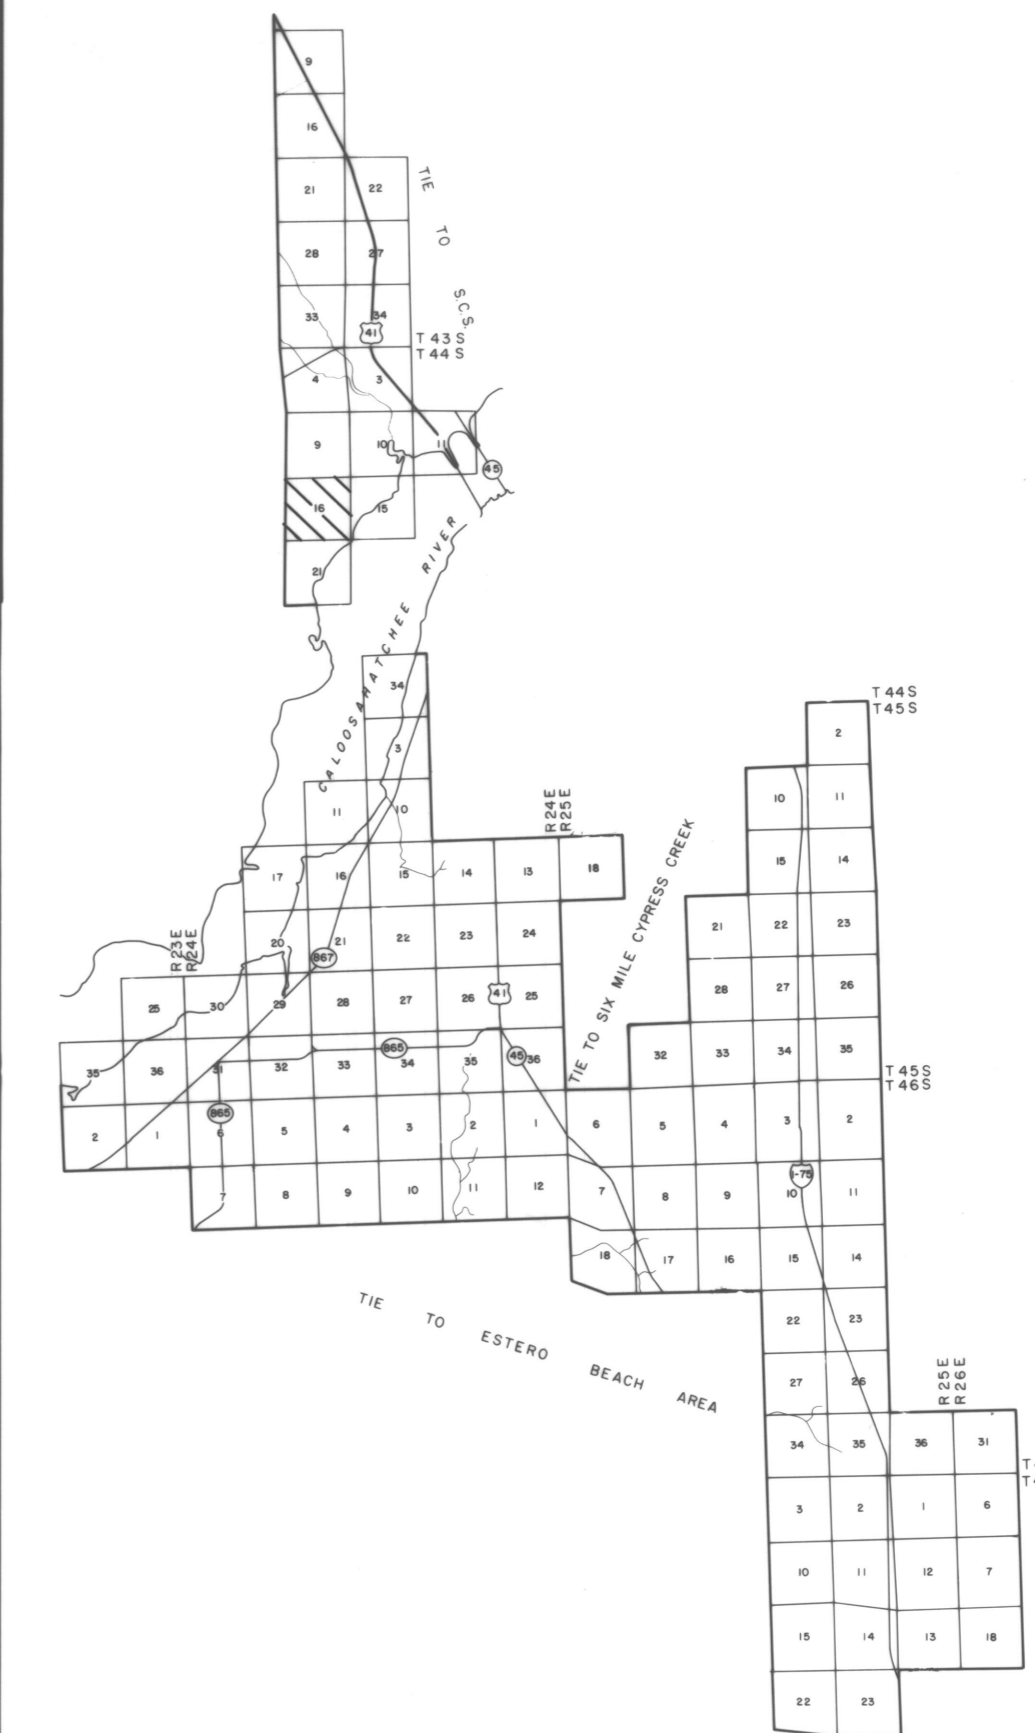 9
16
21 22
28 27
33 34
41
T 43 S
T 44 S
4 3
9 10 11
45
16 15
21
TIE TO S.C.S.
CALOOSAHATCHEE RIVER
34
3
11 10
R 24 E
R 25 E
17 16 15 14 13 18
20 21 22 23 24
867
R 23 E
R 24 E
25 30 29 28 27 26 41 25
35 36 31 32 33 865 34 35 45 36
865
2 1 6 5 4 3 2 1
7 8 9 10 11 12
TIE TO SIX MILE CYPRESS CREEK
T 44 S
T 45 S
2
10 11
15 14
21 22 23
28 27 26
32 33 34 35
T 45 S
T 46 S
6 5 4 3 2
I-75
7 8 9 10 11
18 17 16 15 14
22 23
27 26
R 25 E
R 26 E
34 35 36 31
3 2 1 6
10 11 12 7
15 14 13 18
22 23
TIE TO ESTERO BEACH AREA